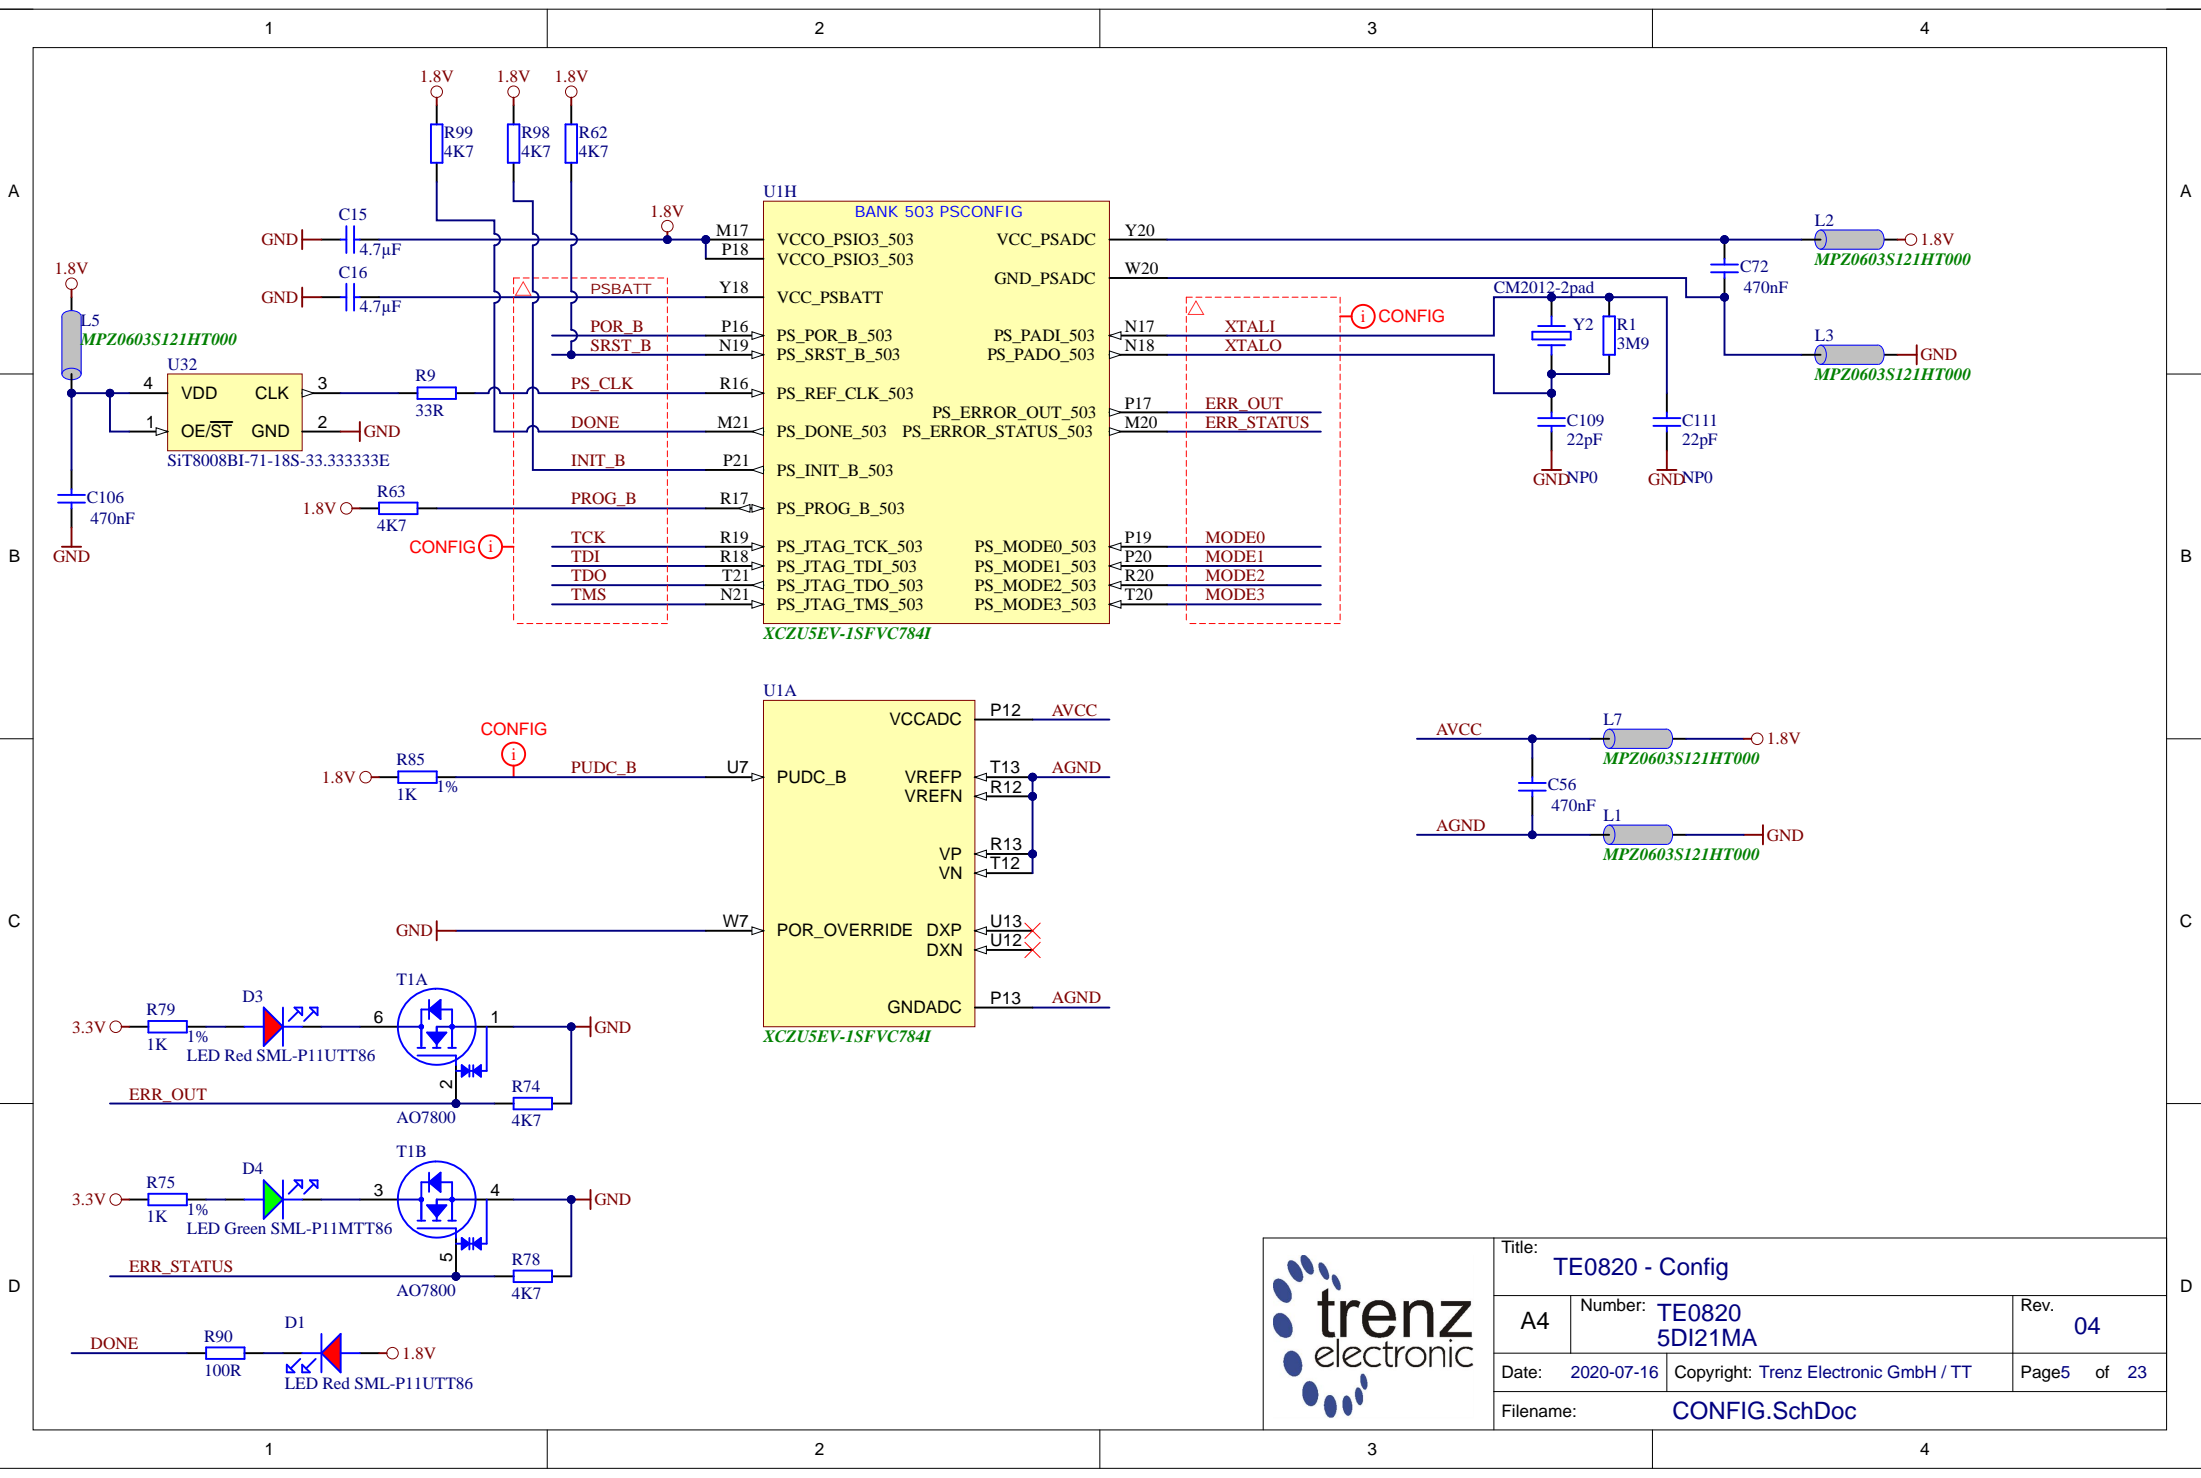 1 2 3 4
A A
B B
C C
D D
1.8V 1.8V 1.8V
R99
4K7
R98
4K7
R62
4K7
C15
4.7µF
GND
1.8V
C16
4.7µF
GND
1.8V
L5
MPZ0603S121HT000
U32
4 VDD CLK 3
1 OE/ST GND 2
GND
SiT8008BI-71-18S-33.333333E
C106
470nF
GND
R9
33R
1.8V
R63
4K7
CONFIG i
PSBATT
POR_B
SRST_B
PS_CLK
DONE
INIT_B
PROG_B
TCK
TDI
TDO
TMS
U1H
BANK 503 PSCONFIG
M17 VCCO_PSIO3_503
P18 VCCO_PSIO3_503
Y18 VCC_PSBATT
P16 PS_POR_B_503
N19 PS_SRST_B_503
R16 PS_REF_CLK_503
M21 PS_DONE_503
P21 PS_INIT_B_503
R17 PS_PROG_B_503
R19 PS_JTAG_TCK_503
R18 PS_JTAG_TDI_503
T21 PS_JTAG_TDO_503
N21 PS_JTAG_TMS_503
VCC_PSADC Y20
GND_PSADC W20
PS_PADI_503 N17 XTALI
PS_PADO_503 N18 XTALO
PS_ERROR_OUT_503 P17 ERR_OUT
PS_ERROR_STATUS_503 M20 ERR_STATUS
PS_MODE0_503 P19 MODE0
PS_MODE1_503 P20 MODE1
PS_MODE2_503 R20 MODE2
PS_MODE3_503 T20 MODE3
XCZU5EV-1SFVC784I
i CONFIG
CM2012-2pad
Y2
R1
3M9
C109
22pF
GND NP0
C111
22pF
GND NP0
L2
1.8V
MPZ0603S121HT000
C72
470nF
L3
GND
MPZ0603S121HT000
U1A
CONFIG
i
1.8V
R85
1K
1%
PUDC_B
U7 PUDC_B
VCCADC P12 AVCC
VREFP T13 AGND
VREFN R12
VP R13
VN T12
GND
W7 POR_OVERRIDE
DXP U13
DXN U12
GNDADC P13 AGND
XCZU5EV-1SFVC784I
AVCC
L7
1.8V
MPZ0603S121HT000
C56
470nF
AGND
L1
GND
MPZ0603S121HT000
3.3V
R79
1K
1%
D3
LED Red SML-P11UTT86
T1A
6 1
2
GND
ERR_OUT
AO7800
R74
4K7
3.3V
R75
1K
1%
D4
LED Green SML-P11MTT86
T1B
3 4
5
GND
ERR_STATUS
AO7800
R78
4K7
DONE
R90
100R
D1
1.8V
LED Red SML-P11UTT86
trenz
electronic
Title:
TE0820 - Config
A4
Number: TE0820
5DI21MA
Rev.
04
Date: 2020-07-16
Copyright: Trenz Electronic GmbH / TT
Page5 of 23
Filename: CONFIG.SchDoc
1 2 3 4